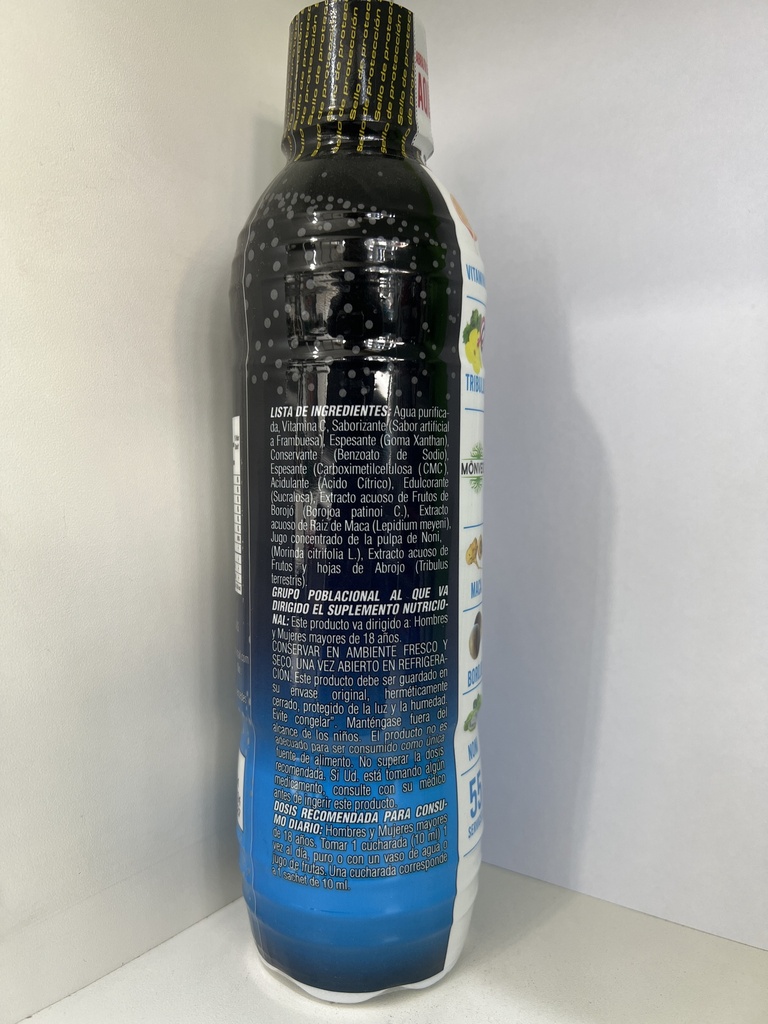 Sello de protección
LISTA DE INGREDIENTES: Agua purifica-
da, Vitamina C, Saborizante (Sabor artificial
a Frambuesa), Espesante (Goma Xanthan),
Conservante (Benzoato de Sodio),
Espesante (Carboximetilcelulosa (CMC),
Acidulante (Ácido Cítrico), Edulcorante
(Sucralosa), Extracto acuoso de Frutos de
Borojó (Borojoa patinoi C.), Extracto
acuoso de Raíz de Maca (Lepidium meyeni),
Jugo concentrado de la pulpa de Noni,
(Morinda citrifolia L.), Extracto acuoso de
Frutos y hojas de Abrojo (Tribulus
terrestris).
GRUPO POBLACIONAL AL QUE VA
DIRIGIDO EL SUPLEMENTO NUTRICIO-
NAL: Este producto va dirigido a: Hombres
y Mujeres mayores de 18 años.
CONSERVAR EN AMBIENTE FRESCO Y
SECO, UNA VEZ ABIERTO EN REFRIGERA-
CIÓN. Este producto debe ser guardado en
su envase original, herméticamente
cerrado, protegido de la luz y la humedad.
Evite congelar". Manténgase fuera del
alcance de los niños. El producto no es
adecuado para ser consumido como única
fuente de alimento. No superar la dosis
recomendada. Si Ud. está tomando algún
medicamento, consulte con su médico
antes de ingerir este producto.
DOSIS RECOMENDADA PARA CONSU-
MO DIARIO: Hombres y Mujeres mayores
de 18 años. Tomar 1 cucharada (10 ml) 1
vez al día, puro o con un vaso de agua o
jugo de frutas. Una cucharada corresponde
a 1 sachet de 10 ml.